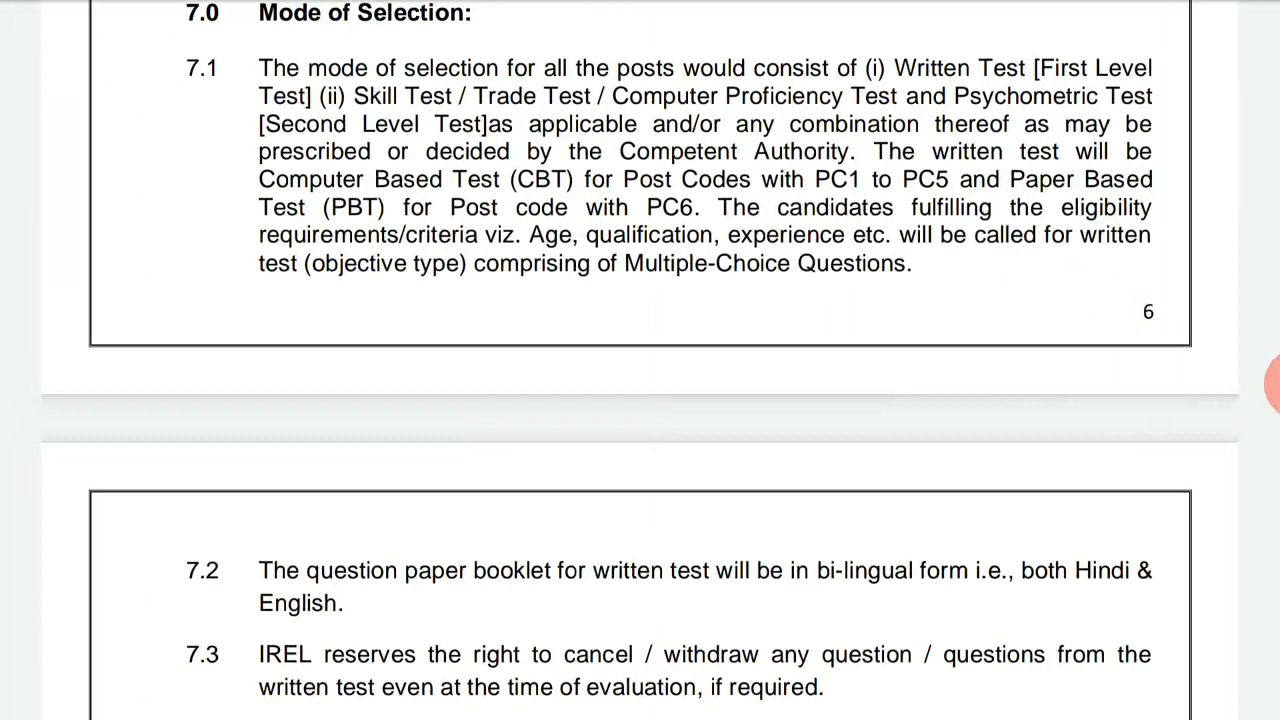 7.0 Mode of Selection:
7.1 The mode of selection for all the posts would consist of (i) Written Test [First Level
Test] (ii) Skill Test / Trade Test / Computer Proficiency Test and Psychometric Test
[Second Level Test]as applicable and/or any combination thereof as may be
prescribed or decided by the Competent Authority. The written test will be
Computer Based Test (CBT) for Post Codes with PC1 to PC5 and Paper Based
Test (PBT) for Post code with PC6. The candidates fulfilling the eligibility
requirements/criteria viz. Age, qualification, experience etc. will be called for written
test (objective type) comprising of Multiple-Choice Questions.
6
7.2 The question paper booklet for written test will be in bi-lingual form i.e., both Hindi &
English.
7.3 IREL reserves the right to cancel / withdraw any question / questions from the
written test even at the time of evaluation, if required.